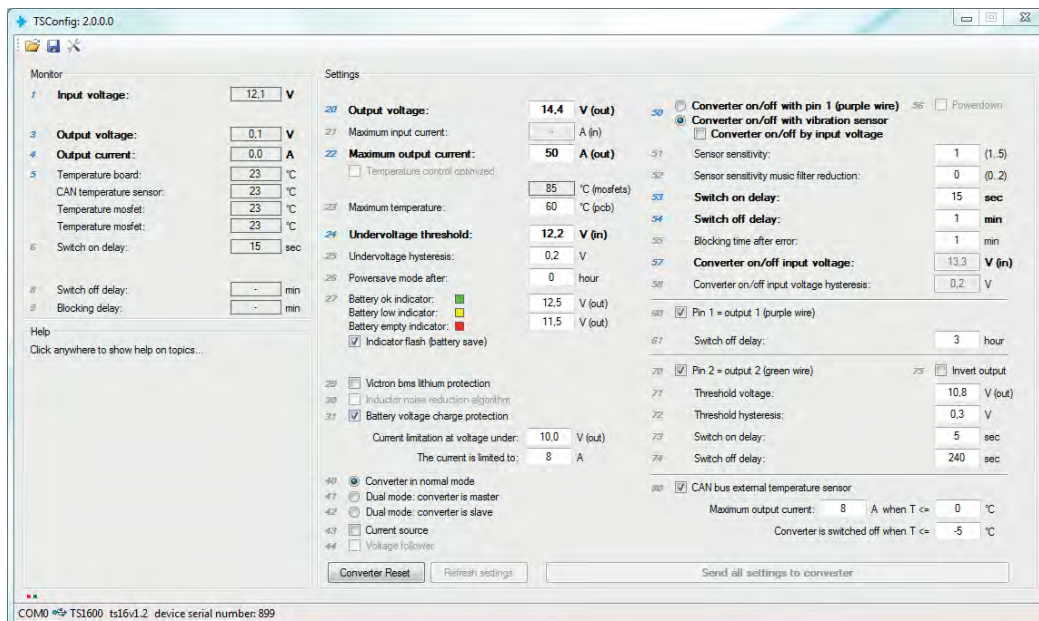 TSConfig: 2.0.0.0
Monitor
1 Input voltage: 12,1 V
3 Output voltage: 0,1 V
4 Output current: 0,0 A
5 Temperature board: 23 °C
CAN temperature sensor: 23 °C
Temperature mosfet: 23 °C
Temperature mosfet: 23 °C
6 Switch on delay: 15 sec
8 Switch off delay: - min
9 Blocking delay: - min
Help
Click anywhere to show help on topics...
Settings
20 Output voltage: 14,4 V (out)
21 Maximum input current: - A (in)
22 Maximum output current: 50 A (out)
Temperature control optimized
85 °C (mosfets)
23 Maximum temperature: 60 °C (pcb)
24 Undervoltage threshold: 12,2 V (in)
25 Undervoltage hysteresis: 0,2 V
26 Powersave mode after: 0 hour
27 Battery ok indicator: 12,5 V (out)
Battery low indicator:
Battery empty indicator: 11,5 V (out)
Indicator flash (battery save)
29 Victron bms lithium protection
30 Inductor noise reduction algorithm
31 Battery voltage charge protection
Current limitation at voltage under: 10,0 V (out)
The current is limited to: 8 A
40 Converter in normal mode
41 Dual mode: converter is master
42 Dual mode: converter is slave
43 Current source
44 Voltage follower
Converter Reset Refresh settings Send all settings to converter
50 Converter on/off with pin 1 (purple wire) 56 Powerdown
Converter on/off with vibration sensor
Converter on/off by input voltage
51 Sensor sensitivity: 1 (1..5)
52 Sensor sensitivity music filter reduction: 0 (0..2)
53 Switch on delay: 15 sec
54 Switch off delay: 1 min
55 Blocking time after error: 1 min
57 Converter on/off input voltage: 13,3 V (in)
58 Converter on/off input voltage hysteresis: 0,2 V
60 Pin 1 = output 1 (purple wire)
61 Switch off delay: 3 hour
70 Pin 2 = output 2 (green wire) 75 Invert output
71 Threshold voltage: 10,8 V (out)
72 Threshold hysteresis: 0,3 V
73 Switch on delay: 5 sec
74 Switch off delay: 240 sec
80 CAN bus external temperature sensor
Maximum output current: 8 A when T <= 0 °C
Converter is switched off when T <= -5 °C
COM0 TS1600 ts16v1.2 device serial number: 899